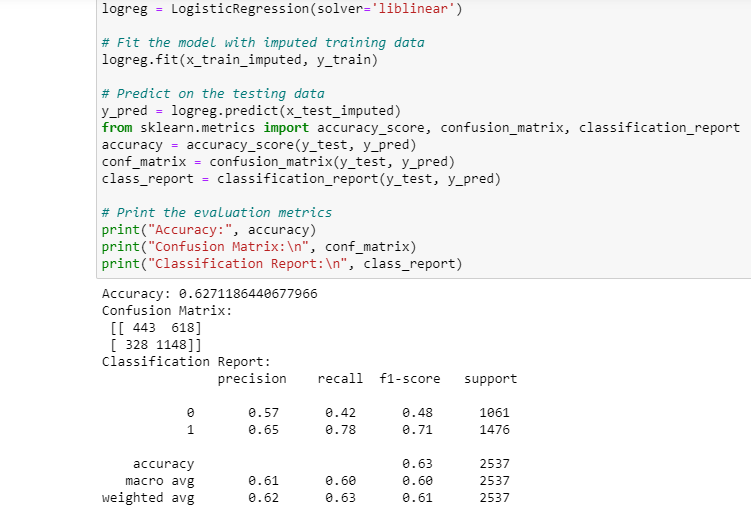 logreg = LogisticRegression(solver='liblinear')
# Fit the model with imputed training data
logreg.fit(x_train_imputed, y_train)
# Predict on the testing data
y_pred = logreg.predict(x_test_imputed)
from sklearn.metrics import accuracy_score, confusion_matrix, classification_report
accuracy = accuracy_score(y_test, y_pred)
conf_matrix = confusion_matrix(y_test, y_pred)
class_report = classification_report(y_test, y_pred)
# Print the evaluation metrics
print("Accuracy:", accuracy)
print("Confusion Matrix:\n", conf_matrix)
print("Classification Report:\n", class_report)
Accuracy: 0.6271186440677966
Confusion Matrix:
[[ 443 618]
[ 328 1148]]
Classification Report:
precision recall f1-score support
0 0.57 0.42 0.48 1061
1 0.65 0.78 0.71 1476
accuracy 0.63 2537
macro avg 0.61 0.60 0.60 2537
weighted avg 0.62 0.63 0.61 2537